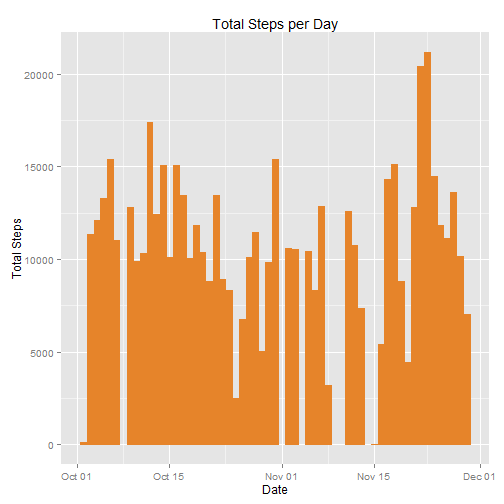 Total Steps per Day
20000
15000
10000
5000
0
Total Steps
Oct 01 Oct 15 Nov 01 Nov 15 Dec 01
Date